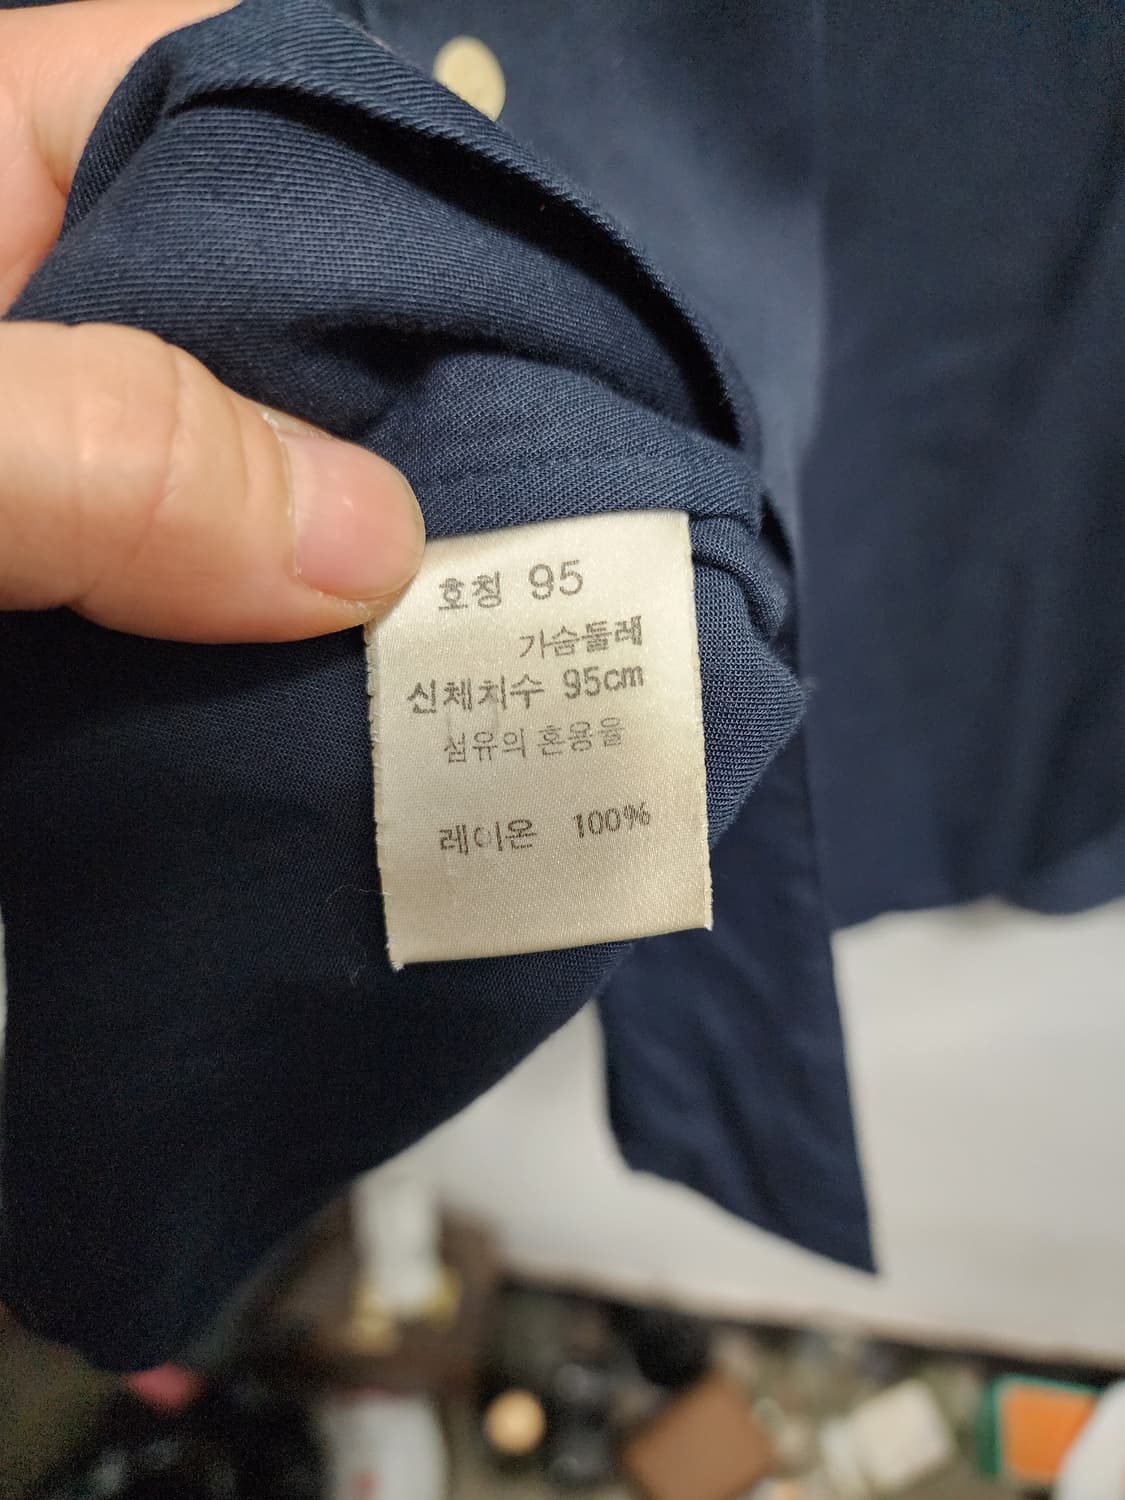 호칭 95
가슴둘레
신체치수 95cm
섬유의 혼용율
레이온 100%